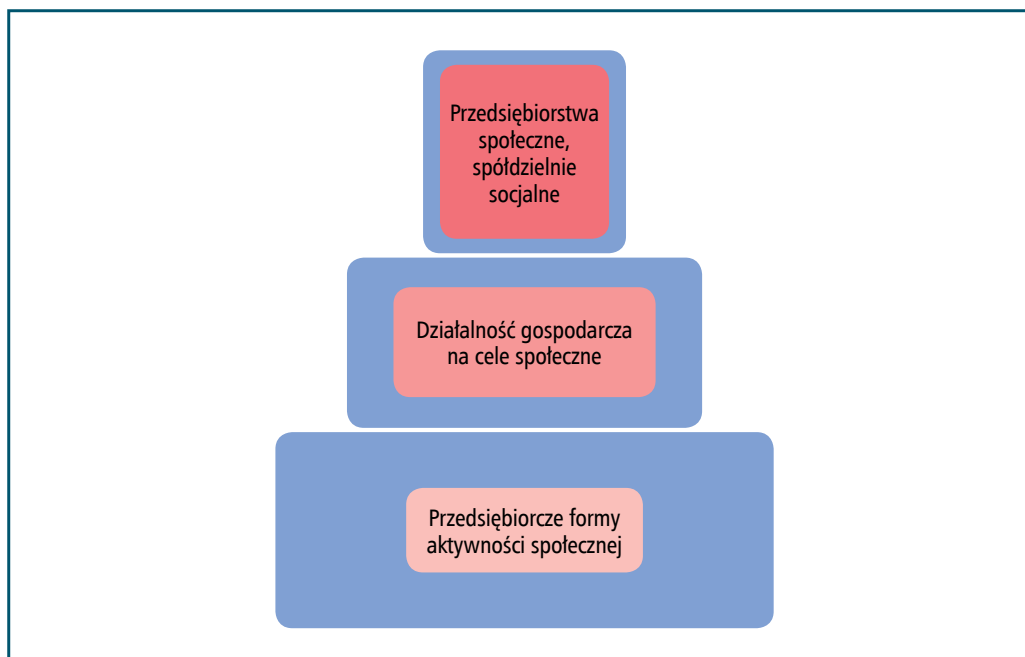 Przedsiębiorstwa
społeczne,
spółdzielnie
socjalne
Działalność gospodarcza
na cele społeczne
Przedsiębiorcze formy
aktywności społecznej